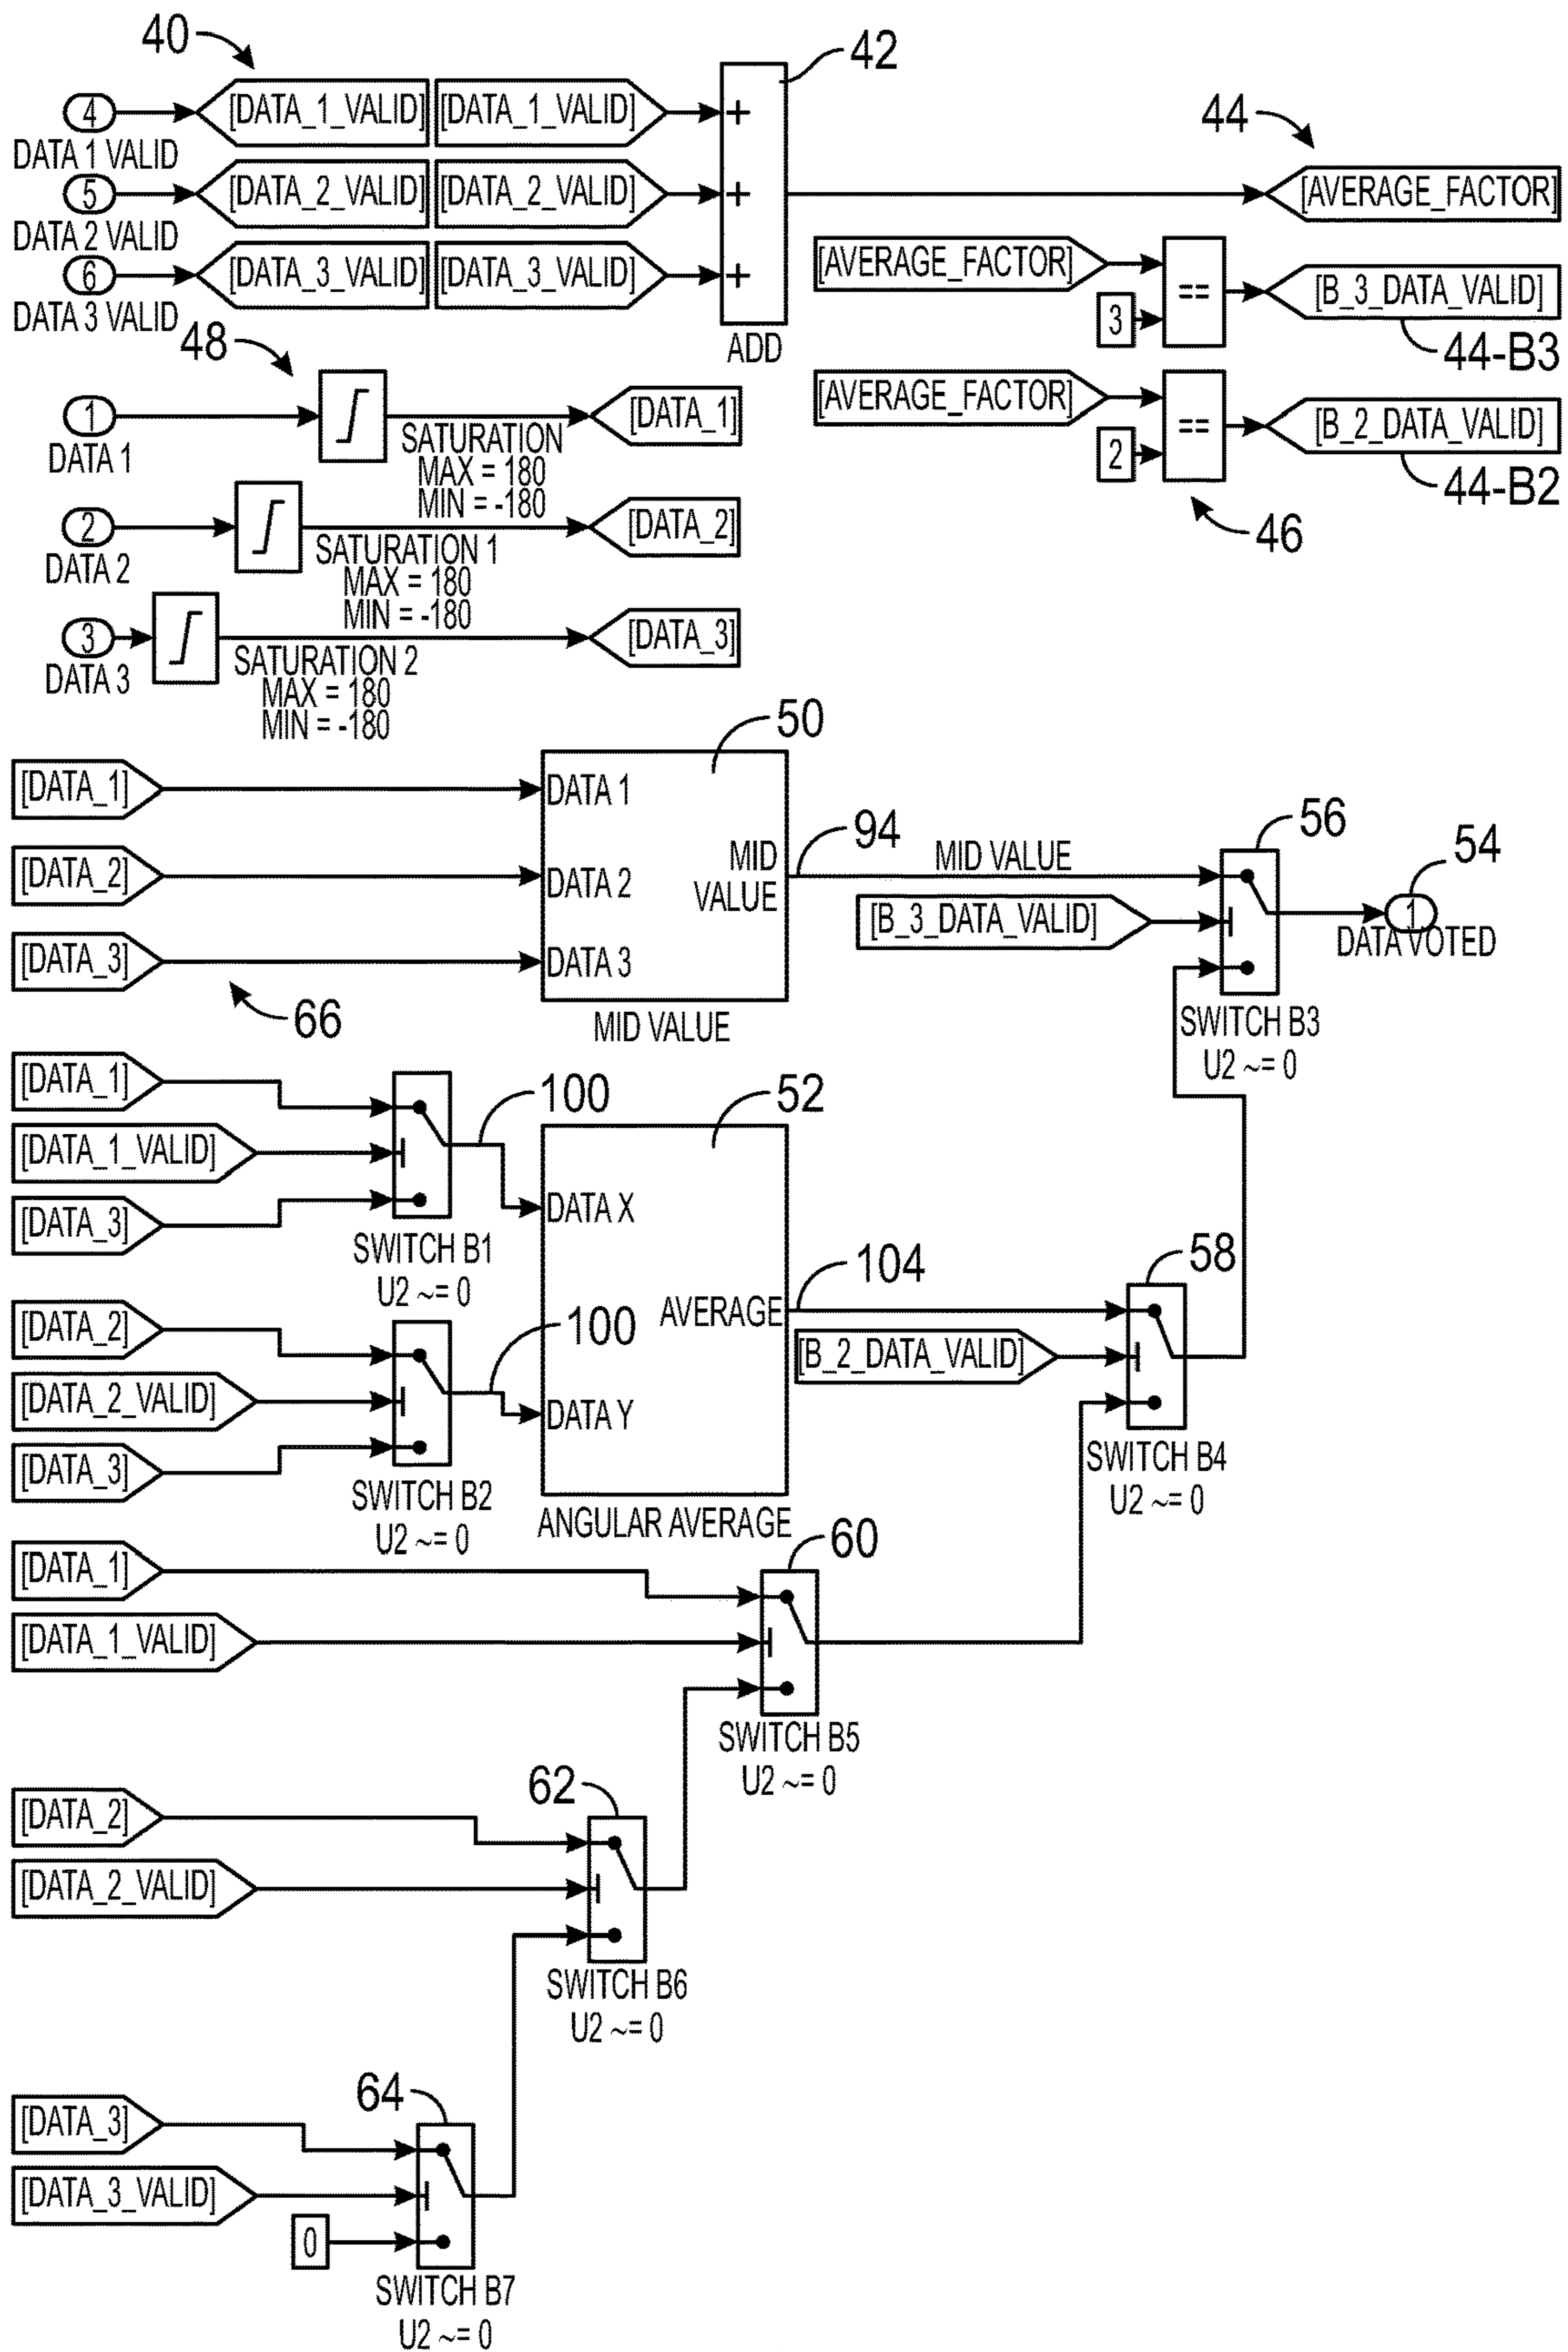 40
42
4
[DATA_1_VALID]
[DATA_1_VALID]
+
44
DATA 1 VALID
5
[DATA_2_VALID]
[DATA_2_VALID]
+
[AVERAGE_FACTOR]
DATA 2 VALID
6
[DATA_3_VALID]
[DATA_3_VALID]
+
[AVERAGE_FACTOR]
==
[B_3_DATA_VALID]
3
DATA 3 VALID
ADD
44-B3
48
1
[DATA_1]
[AVERAGE_FACTOR]
==
[B_2_DATA_VALID]
2
DATA 1
SATURATION
MAX = 180
MIN = -180
44-B2
46
2
[DATA_2]
DATA 2
SATURATION 1
MAX = 180
MIN = -180
3
[DATA_3]
DATA 3
SATURATION 2
MAX = 180
MIN = -180
50
[DATA_1]
DATA 1
94
56
54
[DATA_2]
DATA 2
MID
VALUE
MID VALUE
[B_3_DATA_VALID]
1
DATA VOTED
[DATA_3]
DATA 3
66
MID VALUE
SWITCH B3
U2 ~= 0
[DATA_1]
100
52
[DATA_1_VALID]
[DATA_3]
DATA X
SWITCH B1
U2 ~= 0
104
58
[DATA_2]
100
AVERAGE
[B_2_DATA_VALID]
[DATA_2_VALID]
DATA Y
[DATA_3]
SWITCH B2
U2 ~= 0
ANGULAR AVERAGE
SWITCH B4
U2 ~= 0
60
[DATA_1]
[DATA_1_VALID]
SWITCH B5
U2 ~= 0
62
[DATA_2]
[DATA_2_VALID]
SWITCH B6
U2 ~= 0
64
[DATA_3]
[DATA_3_VALID]
0
SWITCH B7
U2 ~= 0